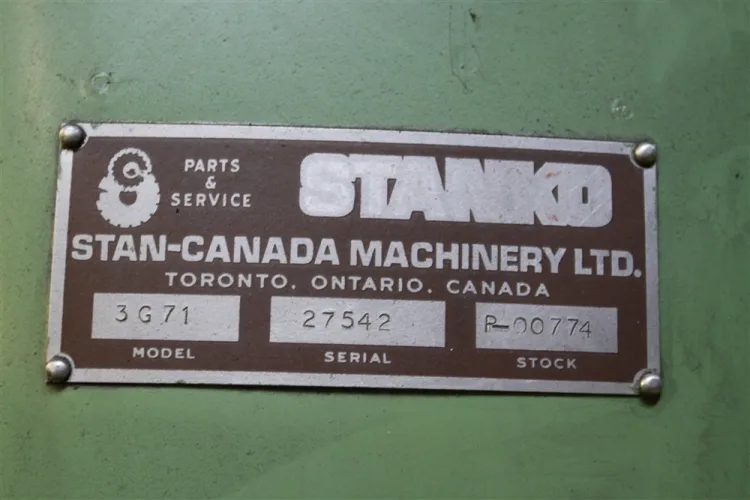 PARTS
&
SERVICE
STANKO
STAN-CANADA MACHINERY LTD.
TORONTO, ONTARIO, CANADA
3G71
27542
P-00774
MODEL
SERIAL
STOCK